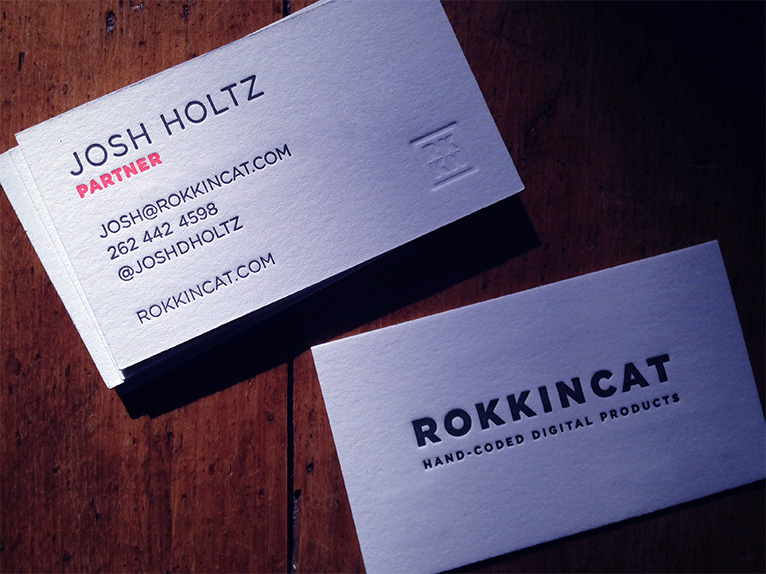 JOSH HOLTZ
PARTNER
JOSH@ROKKINCAT.COM
262 442 4598
@JOSHDHOLTZ
ROKKINCAT.COM
ROKKINCAT
HAND-CODED DIGITAL PRODUCTS